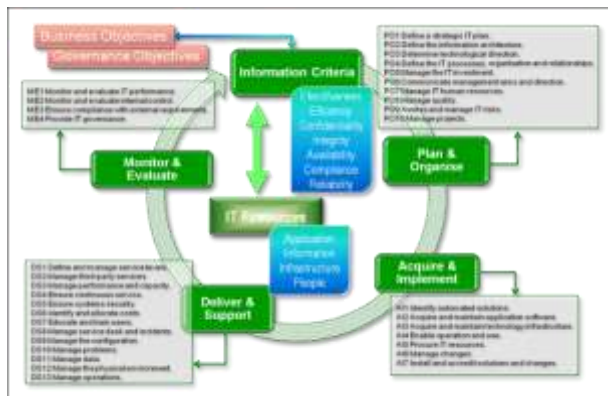 Business Objectives
Governance Objectives
Information Criteria
Effectiveness
Efficiency
Confidentiality
Integrity
Availability
Compliance
Reliability
IT Resources
Application
Information
Infrastructure
People
PO1 Define a strategic IT plan.
PO2 Define the information architecture.
PO3 Determine technological direction.
PO4 Define the IT processes, organisation and relationships.
PO5 Manage the IT investment.
PO6 Communicate management aims and direction.
PO7 Manage IT human resources.
PO8 Manage quality.
PO9 Assess and manage IT risks.
PO10 Manage projects.
Plan &
Organise
Acquire &
Implement
AI1 Identify automated solutions.
AI2 Acquire and maintain application software.
AI3 Acquire and maintain technology infrastructure.
AI4 Enable operation and use.
AI5 Procure IT resources.
AI6 Manage changes.
AI7 Install and accredit solutions and changes.
Deliver &
Support
DS1 Define and manage service levels.
DS2 Manage third-party services.
DS3 Manage performance and capacity.
DS4 Ensure continuous service.
DS5 Ensure systems security.
DS6 Identify and allocate costs.
DS7 Educate and train users.
DS8 Manage service desk and incidents.
DS9 Manage the configuration.
DS10 Manage problems.
DS11 Manage data.
DS12 Manage the physical environment.
DS13 Manage operations.
Monitor &
Evaluate
ME1 Monitor and evaluate IT performance.
ME2 Monitor and evaluate internal control.
ME3 Ensure compliance with external requirements.
ME4 Provide IT governance.